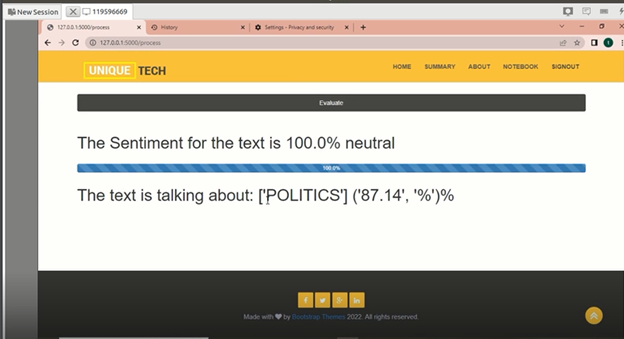 New Session
119596669
127.0.0.1:5000/process
History
Settings - Privacy and security
127.0.0.1:5000/process
UNIQUE TECH
HOME SUMMARY ABOUT NOTEBOOK SIGNOUT
Evaluate
The Sentiment for the text is 100.0% neutral
100.0%
The text is talking about: ['POLITICS'] ('87.14', '%')%
Made with by Bootstrap Themes 2022. All rights reserved.